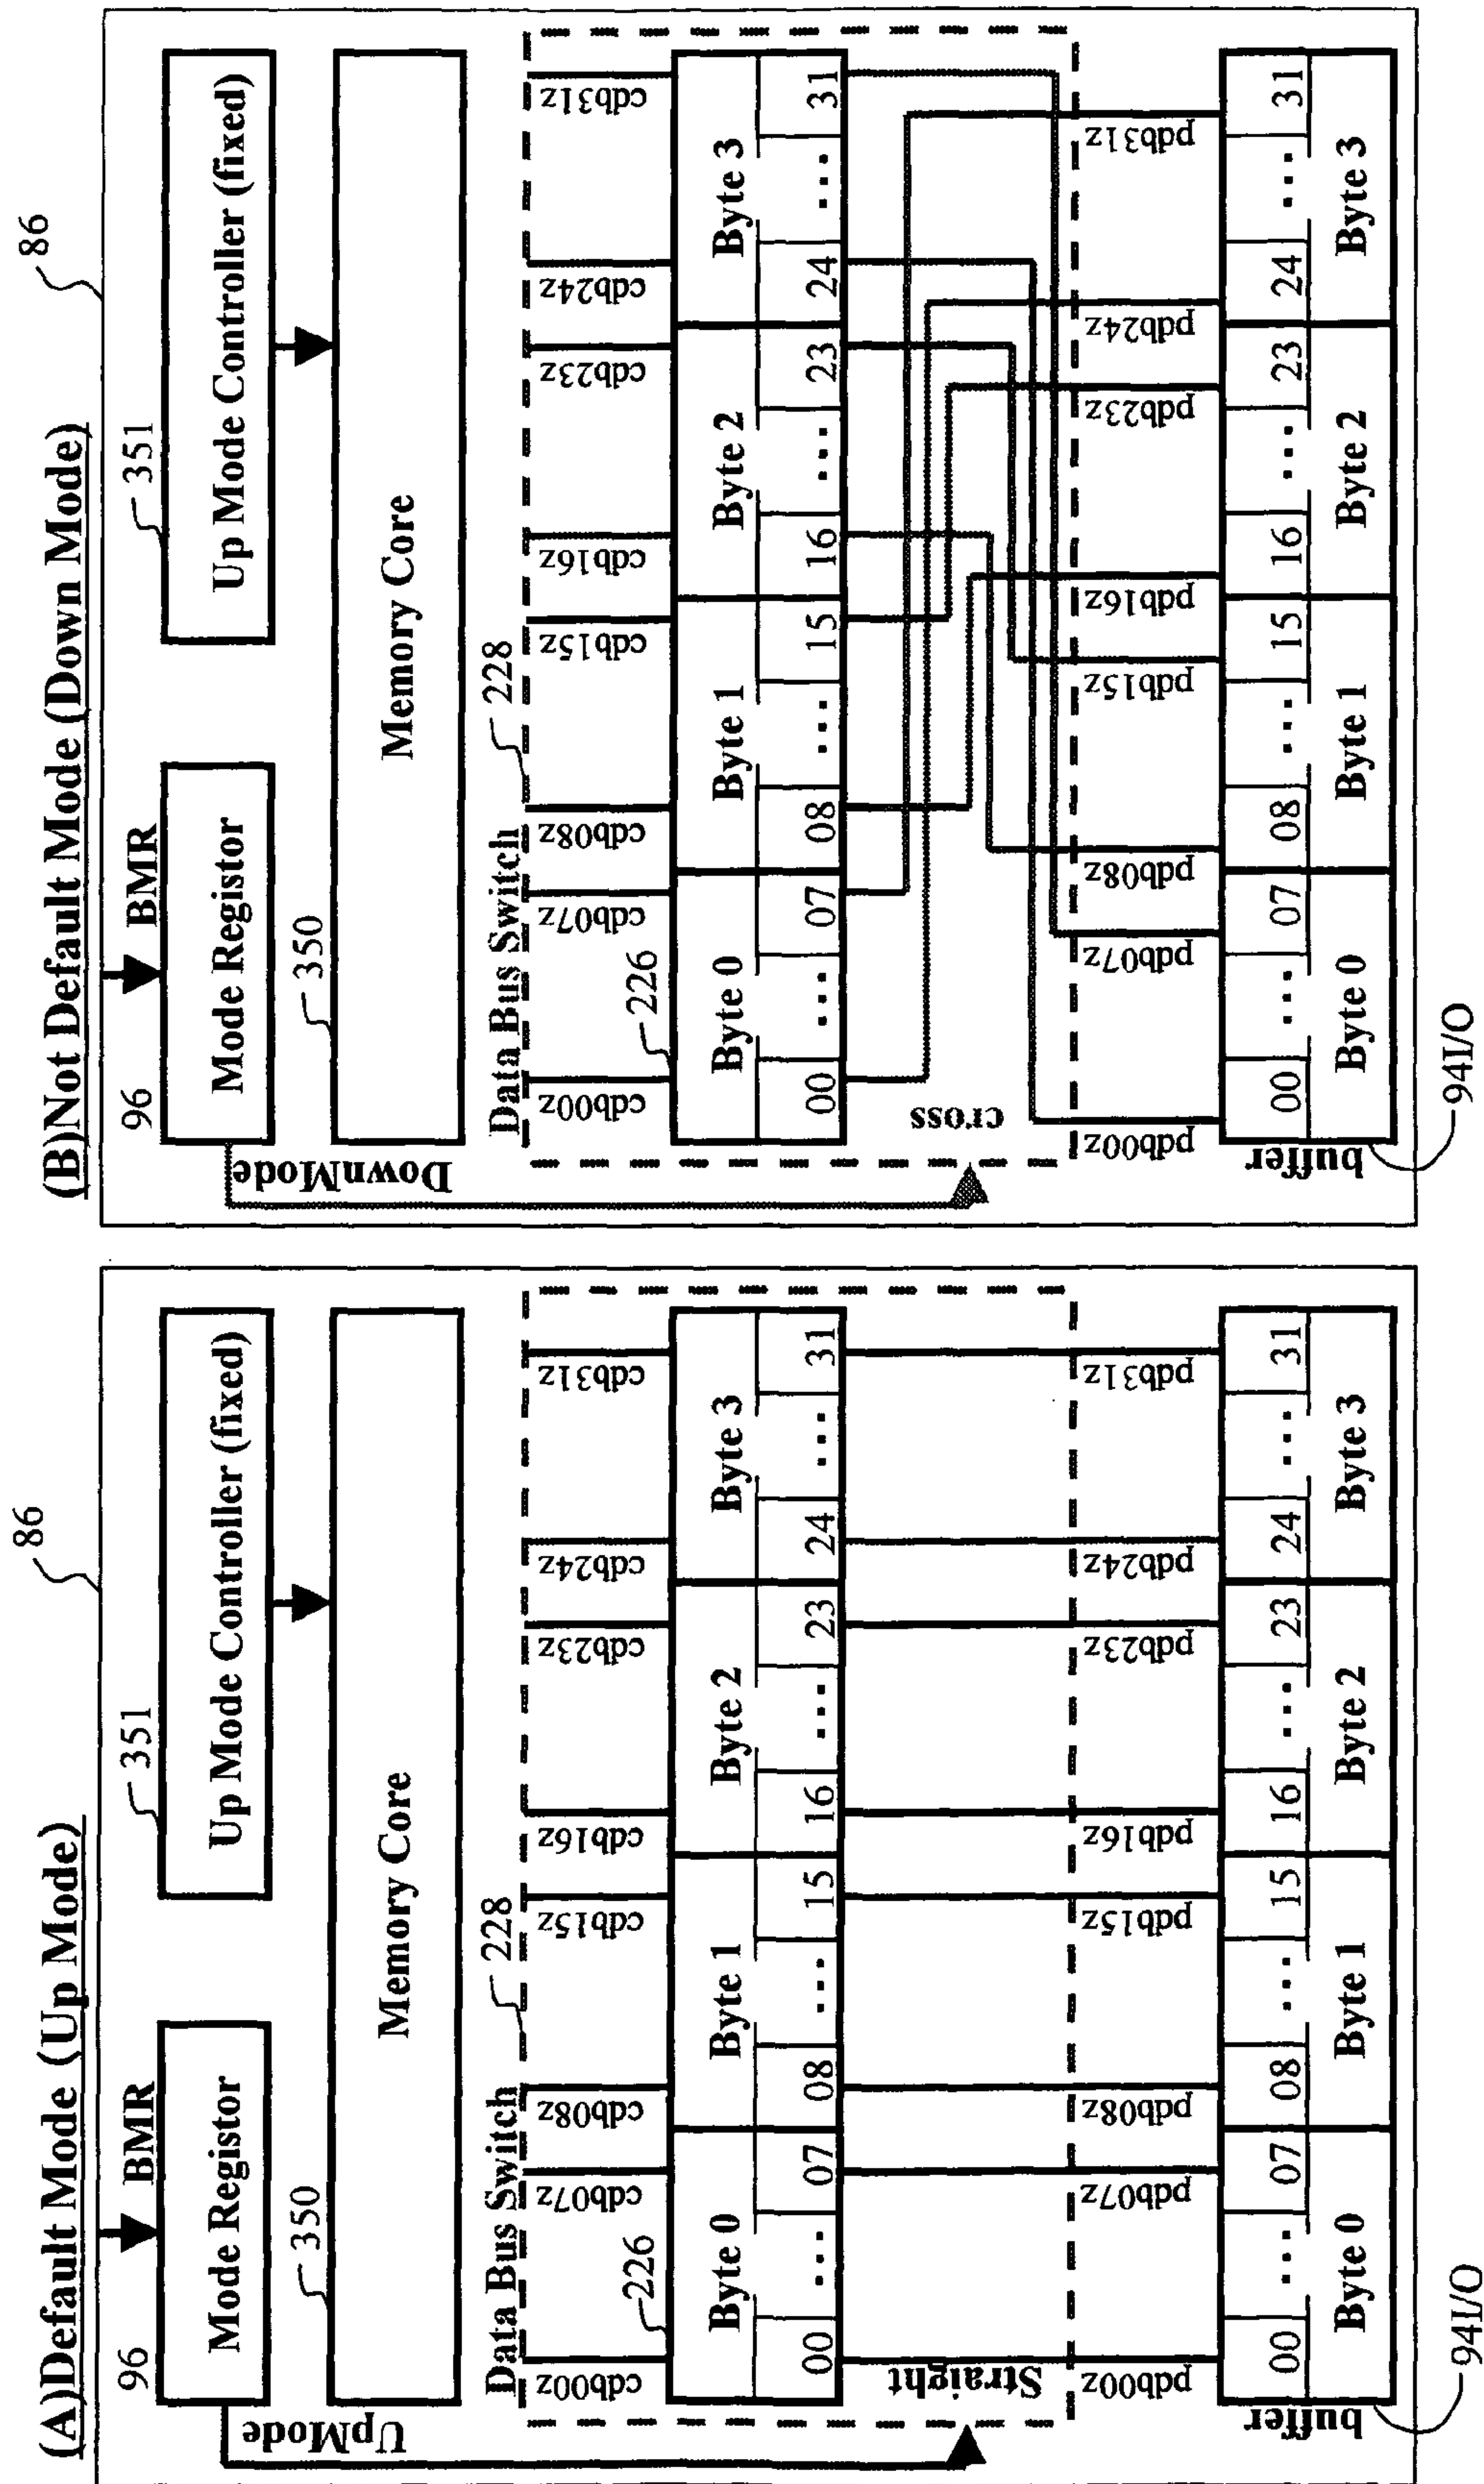 (A)Default Mode (Up Mode)
86
BMR
96
Mode Registor
351
Up Mode Controller (fixed)
350
Memory Core
UpMode
Data Bus Switch
228
cdb00z cdb07z cdb08z cdb15z cdb16z cdb23z cdb24z cdb31z
226
Byte 0 Byte 1 Byte 2 Byte 3
00 ... 07 08 ... 15 16 ... 23 24 ... 31
Straight
pdb00z pdb07z pdb08z pdb15z pdb16z pdb23z pdb24z pdb31z
00 ... 07 08 ... 15 16 ... 23 24 ... 31
Byte 0 Byte 1 Byte 2 Byte 3
buffer
94I/O
(B)Not Default Mode (Down Mode)
86
BMR
96
Mode Registor
351
Up Mode Controller (fixed)
350
Memory Core
DownMode
Data Bus Switch
228
cdb00z cdb07z cdb08z cdb15z cdb16z cdb23z cdb24z cdb31z
226
Byte 0 Byte 1 Byte 2 Byte 3
00 ... 07 08 ... 15 16 ... 23 24 ... 31
cross
pdb00z pdb07z pdb08z pdb15z pdb16z pdb23z pdb24z pdb31z
00 ... 07 08 ... 15 16 ... 23 24 ... 31
Byte 0 Byte 1 Byte 2 Byte 3
buffer
94I/O